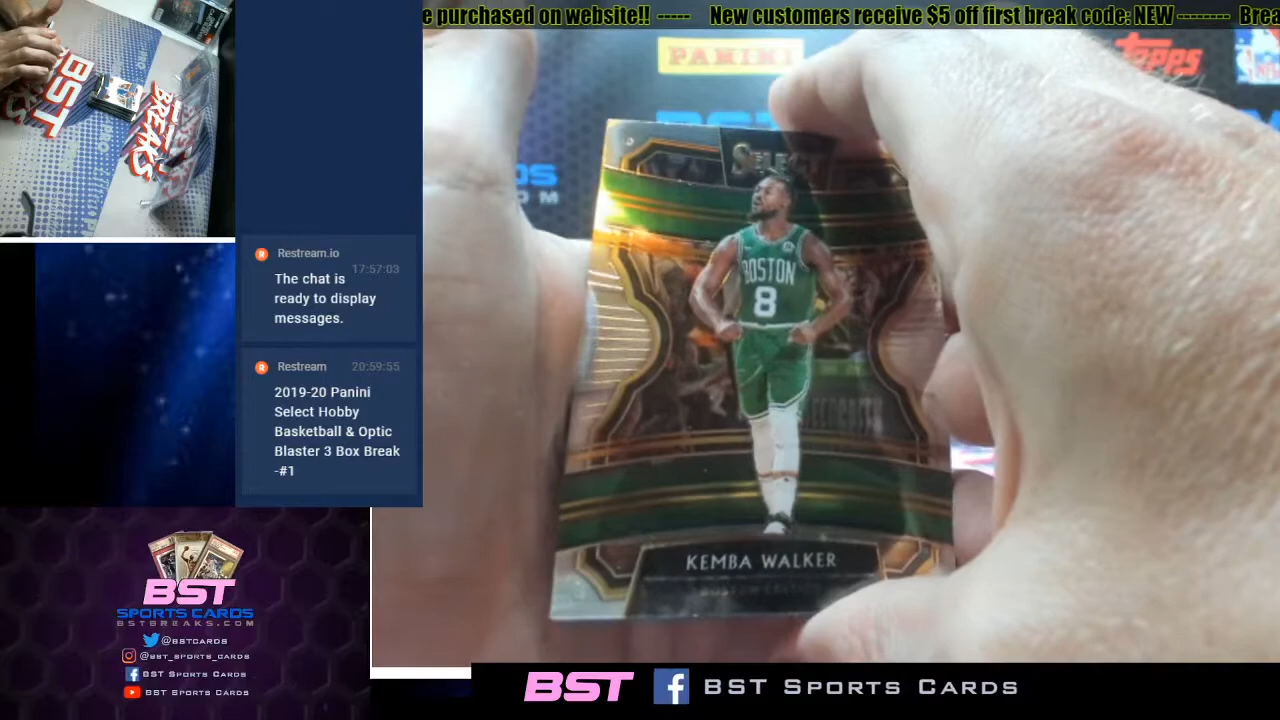 e purchased on website!! ----- New customers receive $5 off first break code: NEW -------- Brea
PANINI
TOPPS
BST
BREAKS
Restream.io
17:57:03
The chat is
ready to display
messages.
Restream 20:59:55
2019-20 Panini
Select Hobby
Basketball & Optic
Blaster 3 Box Break
-#1
SELECT
BOSTON
8
KEMBA WALKER
BST
SPORTS CARDS
BSTBREAKS.COM
@BSTCARDS
@BST_SPORTS_CARDS
BST SPORTS CARDS
BST SPORTS CARDS
BST f BST SPORTS CARDS